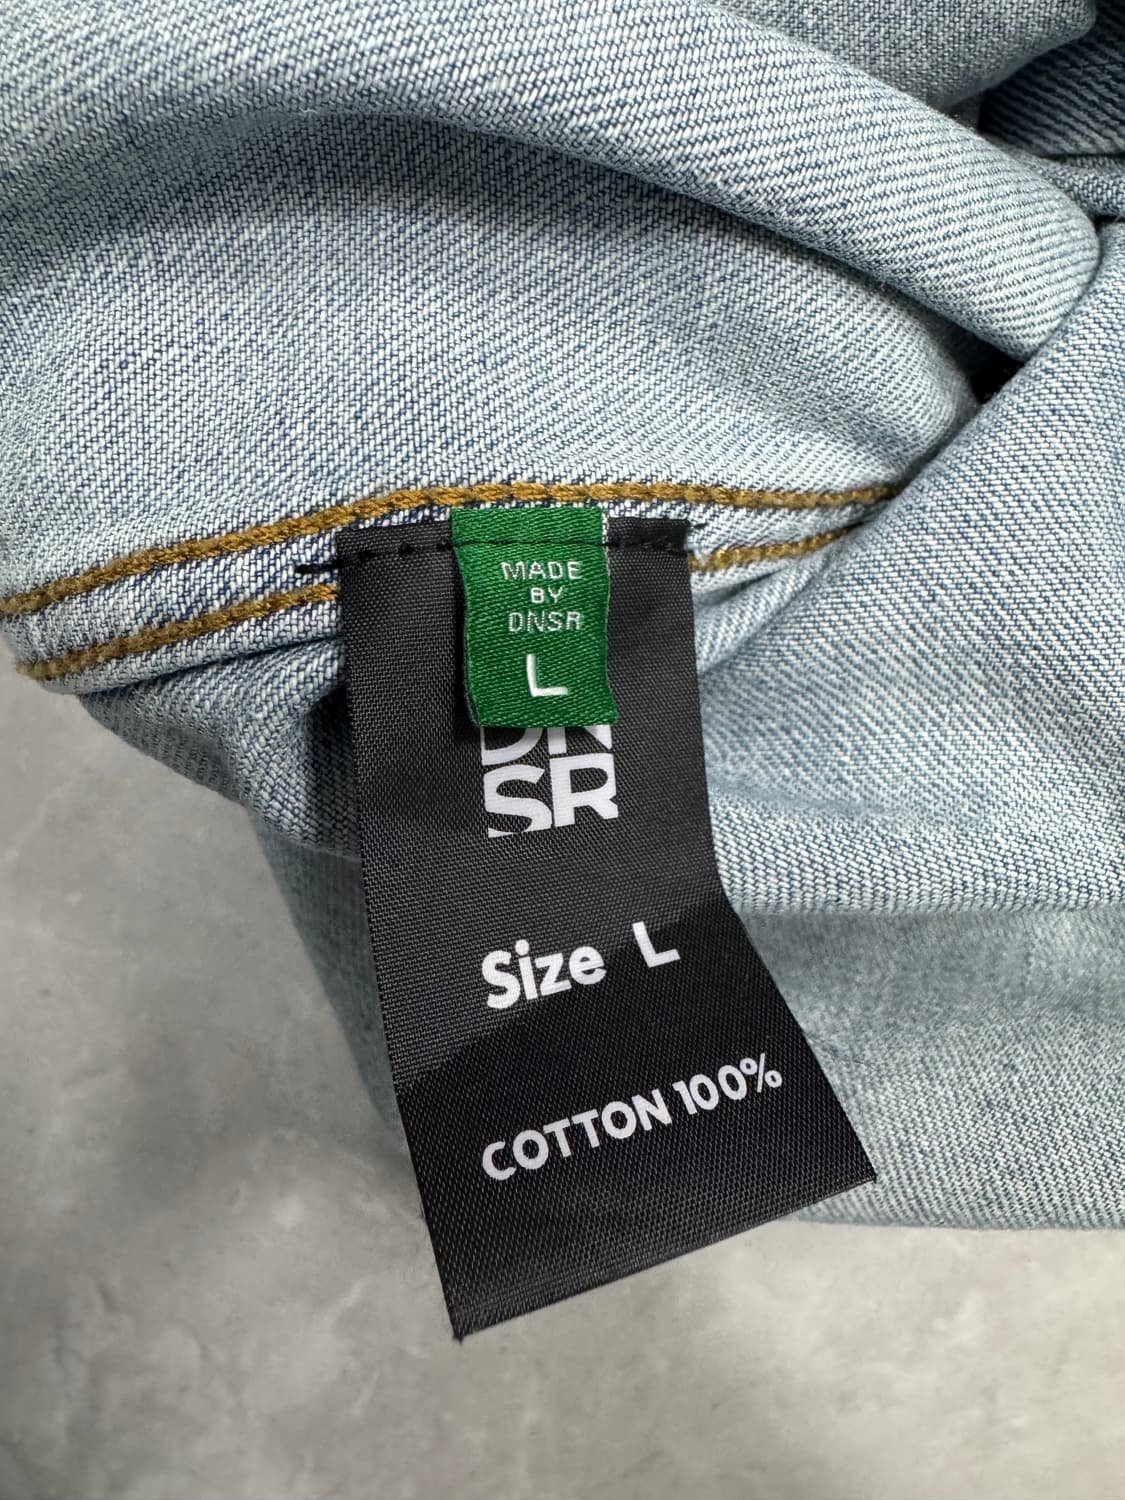 MADE
BY
DNSR
L
DN
SR
Size L
COTTON 100%